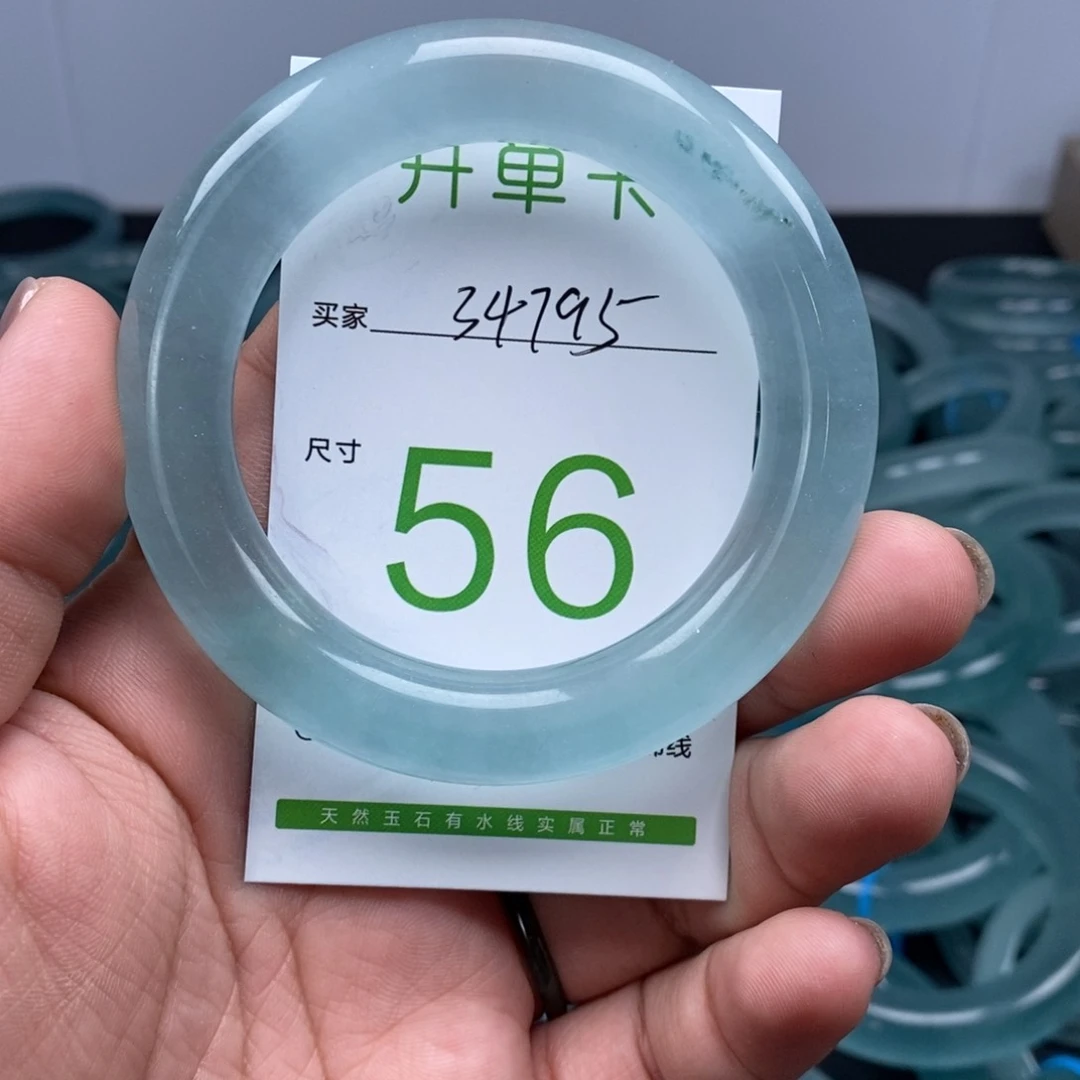 开单卡
买家 34795
尺寸 56
线
天然玉石有水线实属正常